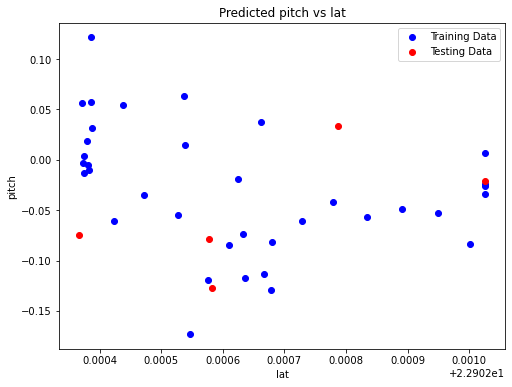 Predicted pitch vs lat
Training Data
Testing Data
0.10
0.05
0.00
−0.05
−0.10
−0.15
pitch
0.0004 0.0005 0.0006 0.0007 0.0008 0.0009 0.0010
+2.2902e1
lat